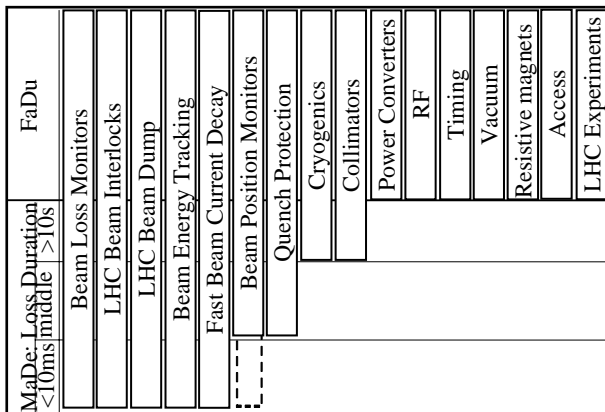 FaDu
MaDe: Loss Duration
<10ms middle >10s
Beam Loss Monitors
LHC Beam Interlocks
LHC Beam Dump
Beam Energy Tracking
Fast Beam Current Decay
Beam Position Monitors
Quench Protection
Cryogenics
Collimators
Power Converters
RF
Timing
Vacuum
Resistive magnets
Access
LHC Experiments